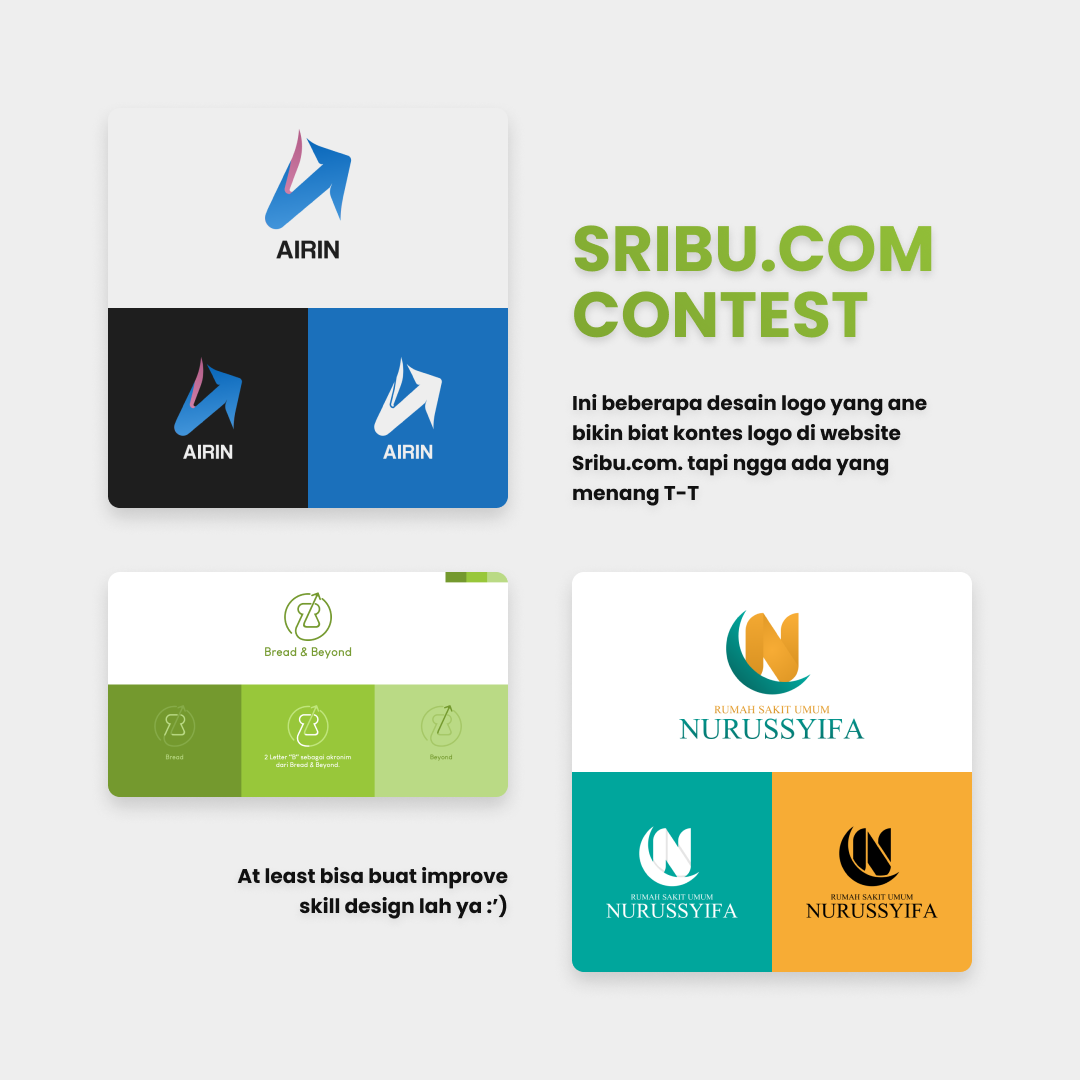 AIRIN
AIRIN
AIRIN
SRIBU.COM
CONTEST
Ini beberapa desain logo yang ane
bikin biat kontes logo di website
Sribu.com. tapi ngga ada yang
menang T-T
Bread & Beyond
Bread
2 Letter "B" sebagai akronim
dari Bread & Beyond.
Beyond
At least bisa buat improve
skill design lah ya :’)
RUMAH SAKIT UMUM
NURUSSYIFA
RUMAH SAKIT UMUM
NURUSSYIFA
RUMAH SAKIT UMUM
NURUSSYIFA